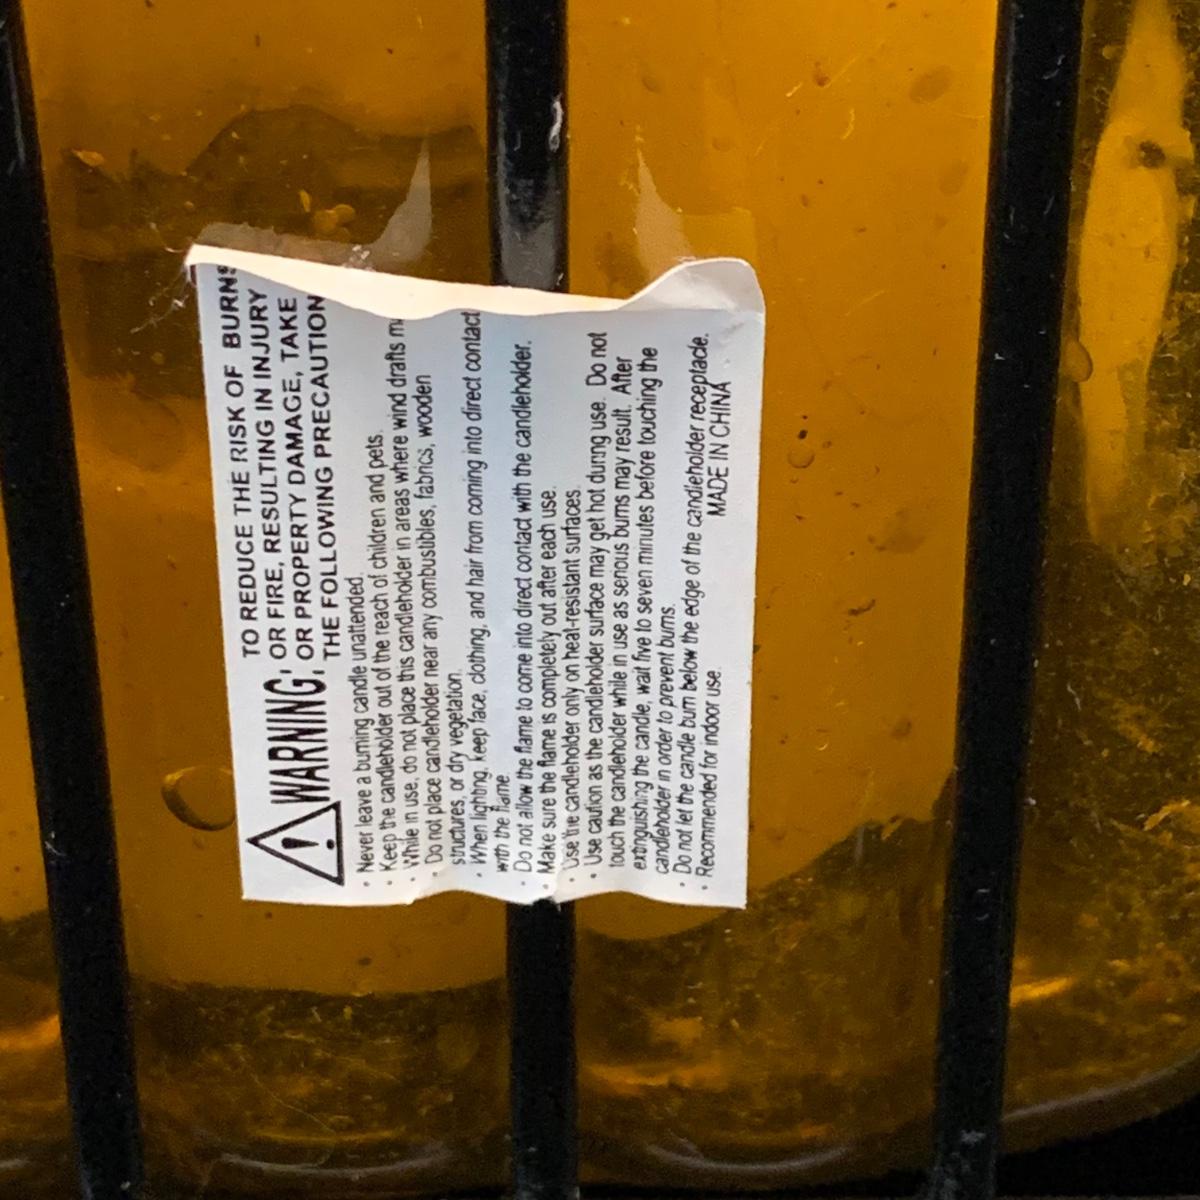 WARNING:
TO REDUCE THE RISK OF BURNS
OR FIRE, RESULTING IN INJURY
OR PROPERTY DAMAGE, TAKE
THE FOLLOWING PRECAUTION
• Never leave a burning candle unattended.
• Keep the candleholder out of the reach of children and pets.
• While in use, do not place this candleholder in areas where wind drafts
• Do not place candleholder near any combustibles, fabrics, wooden
structures, or dry vegetation.
• When lighting, keep face, clothing, and hair from coming into direct contact
with the flame.
• Do not allow the flame to come into direct contact with the candleholder.
• Make sure the flame is completely out after each use.
• Use the candleholder only on heat-resistant surfaces.
• Use caution as the candleholder surface may get hot during use. Do not
touch the candleholder while in use as serious burns may result. After
extinguishing the candle, wait five to seven minutes before touching the
candleholder in order to prevent burns.
• Do not let the candle burn below the edge of the candleholder receptacle.
• Recommended for indoor use.
MADE IN CHINA